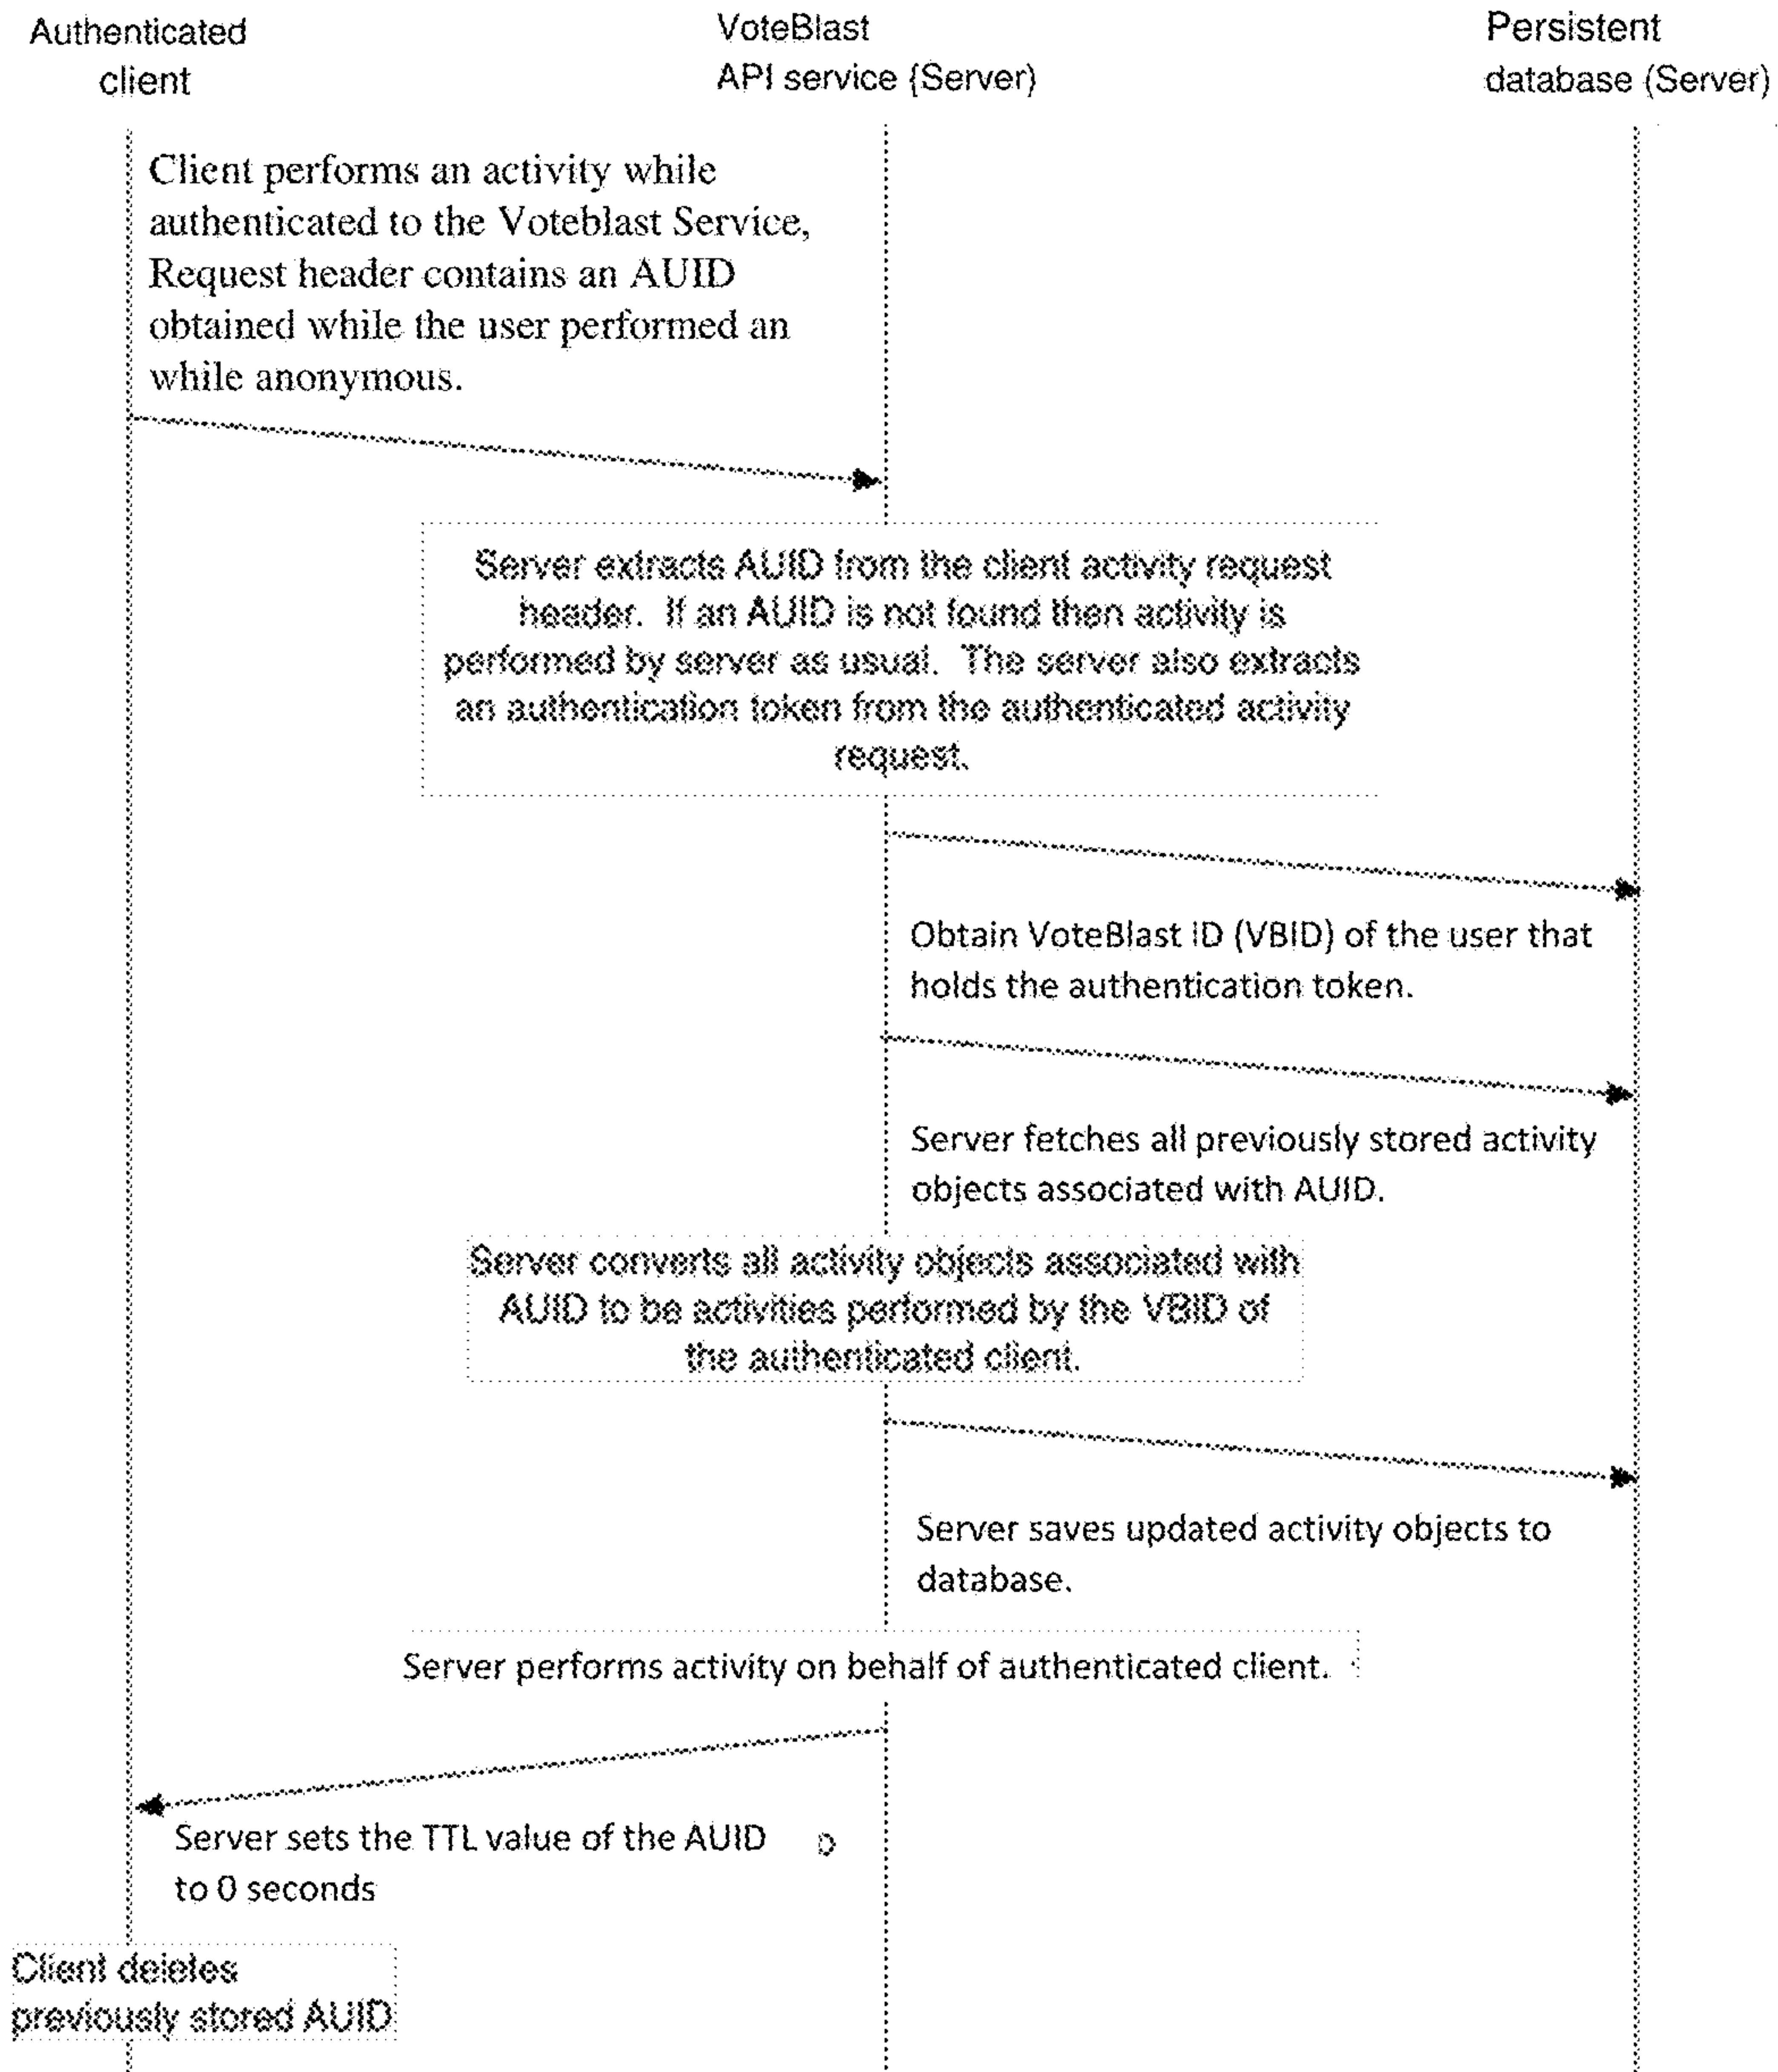 Authenticated
client
VoteBlast
API service (Server)
Persistent
database (Server)
Client performs an activity while
authenticated to the Voteblast Service,
Request header contains an AUID
obtained while the user performed an
while anonymous.
Server extracts AUID from the client activity request
header. If an AUID is not found then activity is
performed by server as usual. The server also extracts
an authentication token from the authenticated activity
request.
Obtain VoteBlast ID (VBID) of the user that
holds the authentication token.
Server fetches all previously stored activity
objects associated with AUID.
Server converts all activity objects associated with
AUID to be activities performed by the VBID of
the authenticated client.
Server saves updated activity objects to
database.
Server performs activity on behalf of authenticated client.
Server sets the TTL value of the AUID
to 0 seconds
Client deletes
previously stored AUID